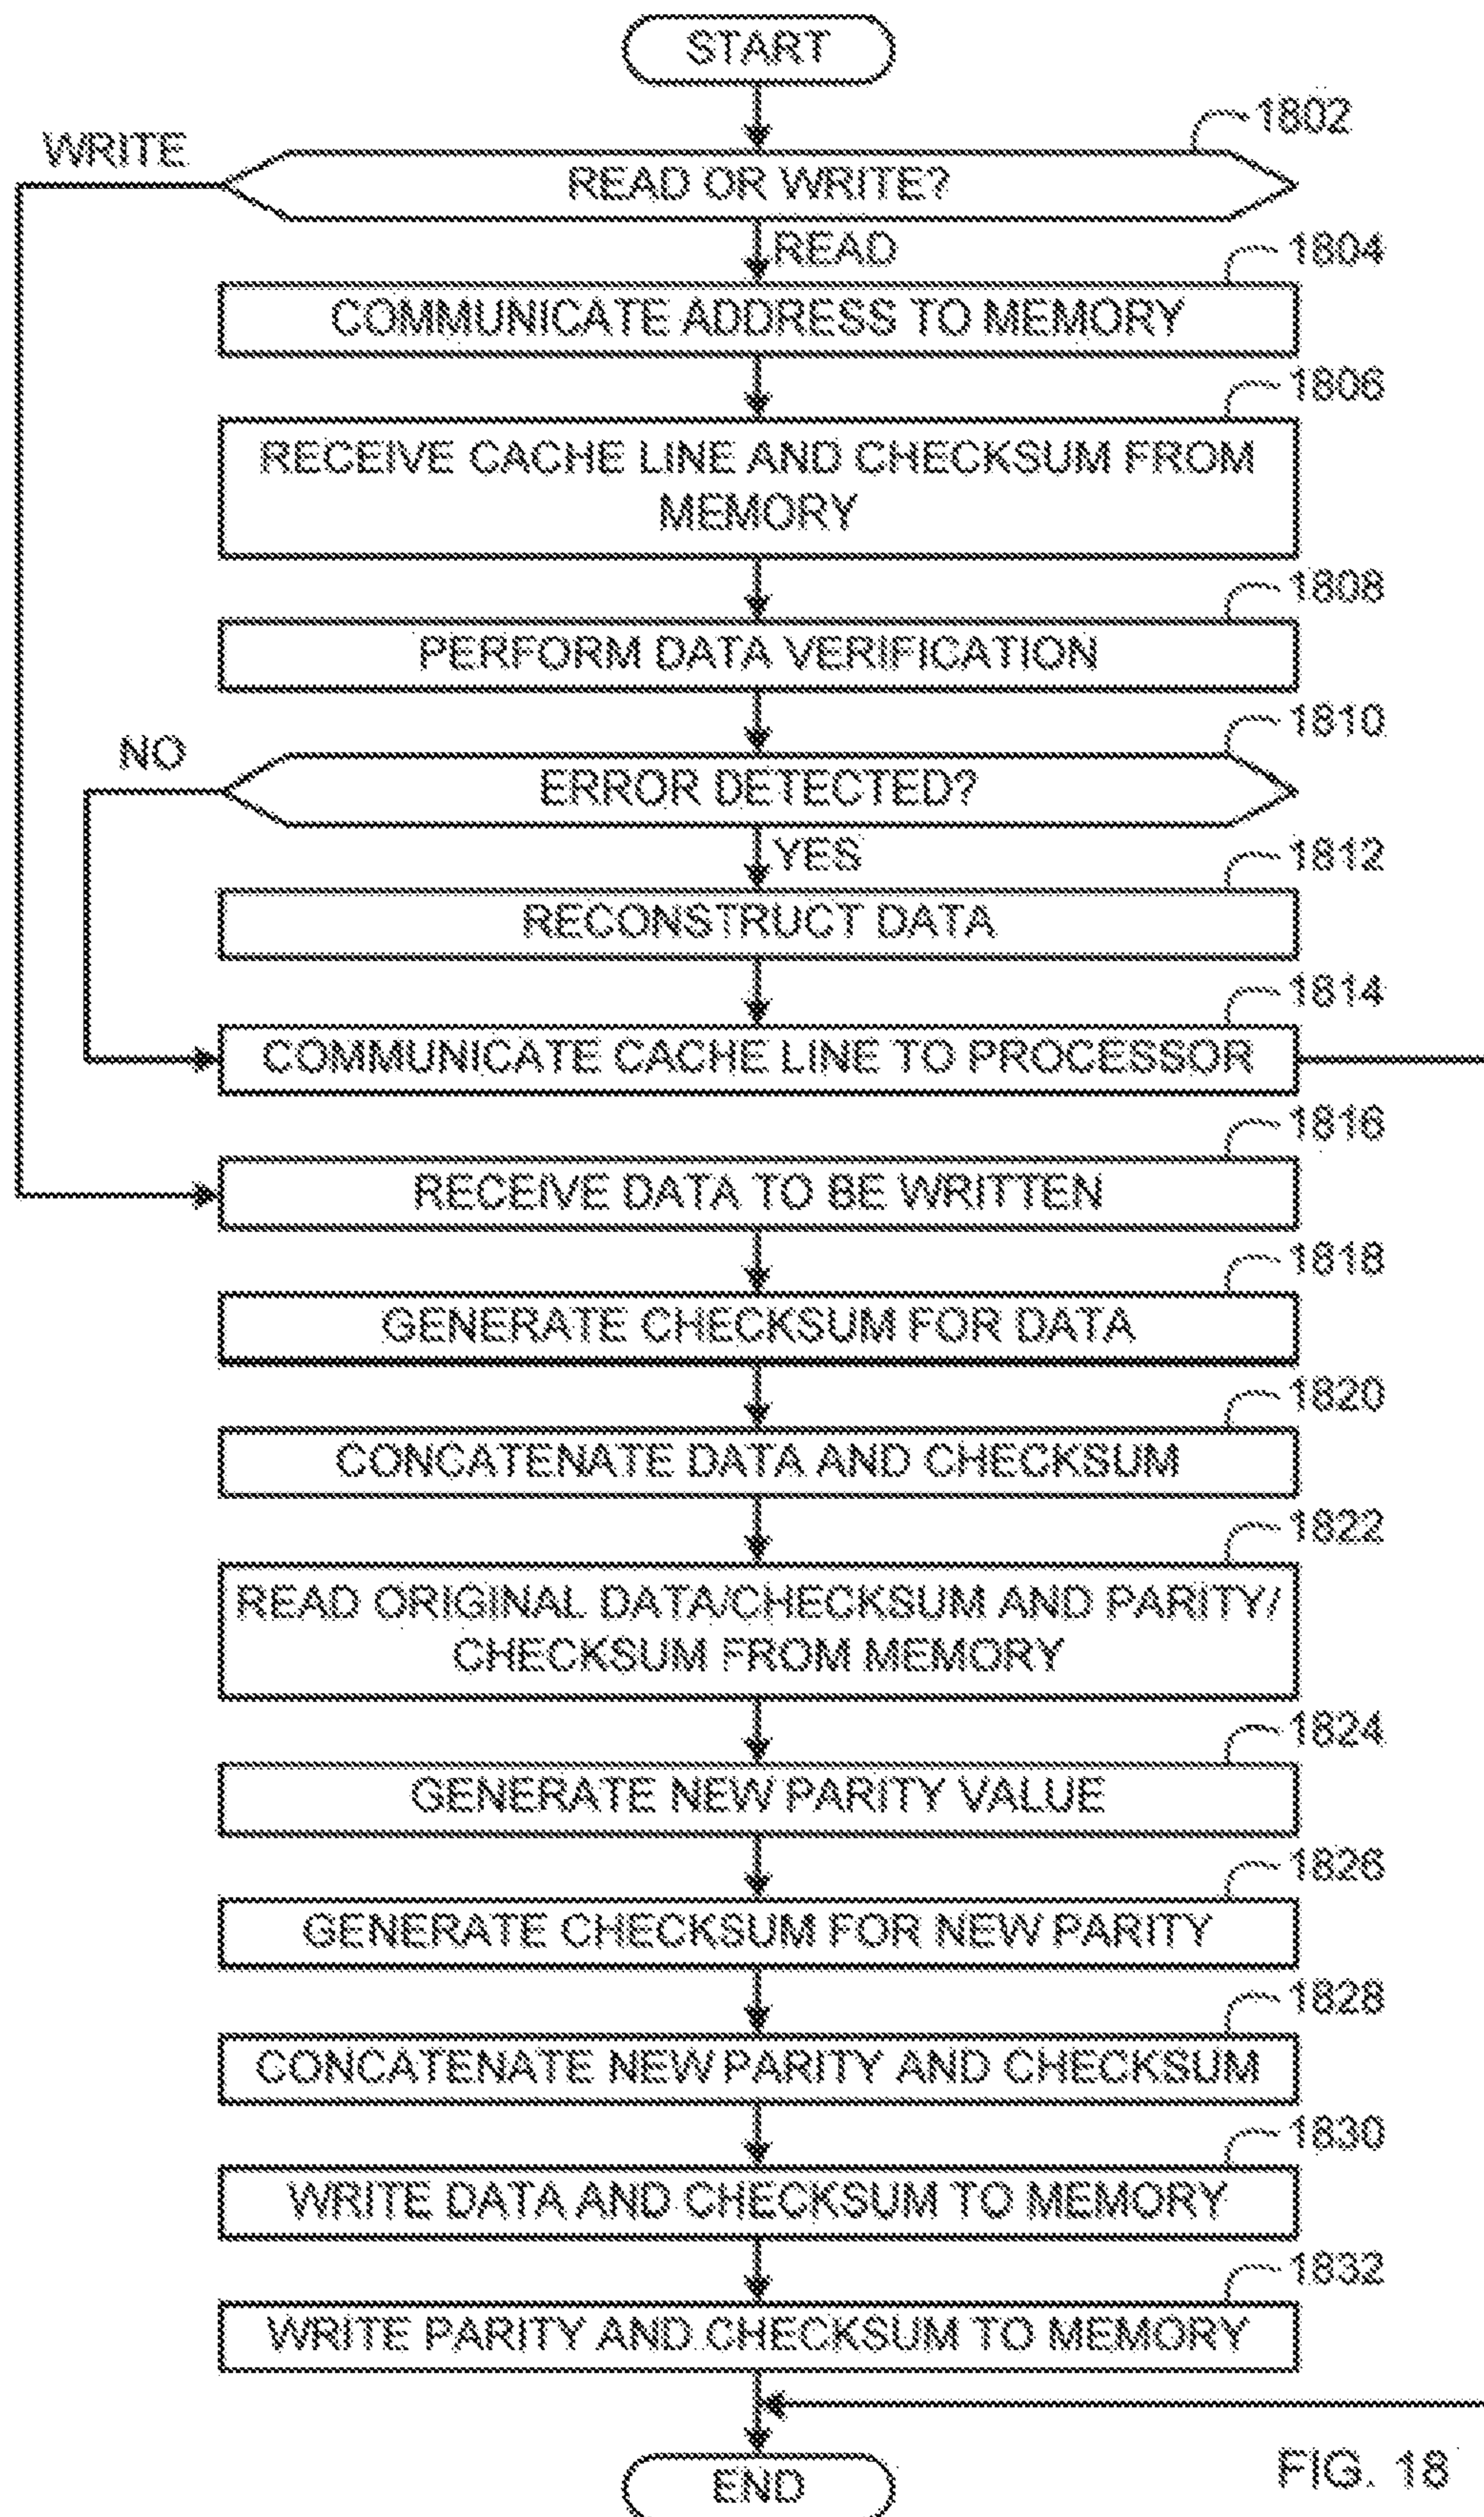 START
1802
WRITE
READ OR WRITE?
READ
1804
COMMUNICATE ADDRESS TO MEMORY
1806
RECEIVE CACHE LINE AND CHECKSUM FROM
MEMORY
1808
PERFORM DATA VERIFICATION
1810
NO
ERROR DETECTED?
YES
1812
RECONSTRUCT DATA
1814
COMMUNICATE CACHE LINE TO PROCESSOR
1816
RECEIVE DATA TO BE WRITTEN
1818
GENERATE CHECKSUM FOR DATA
1820
CONCATENATE DATA AND CHECKSUM
1822
READ ORIGINAL DATA/CHECKSUM AND PARITY/
CHECKSUM FROM MEMORY
1824
GENERATE NEW PARITY VALUE
1826
GENERATE CHECKSUM FOR NEW PARITY
1828
CONCATENATE NEW PARITY AND CHECKSUM
1830
WRITE DATA AND CHECKSUM TO MEMORY
1832
WRITE PARITY AND CHECKSUM TO MEMORY
END
FIG. 18